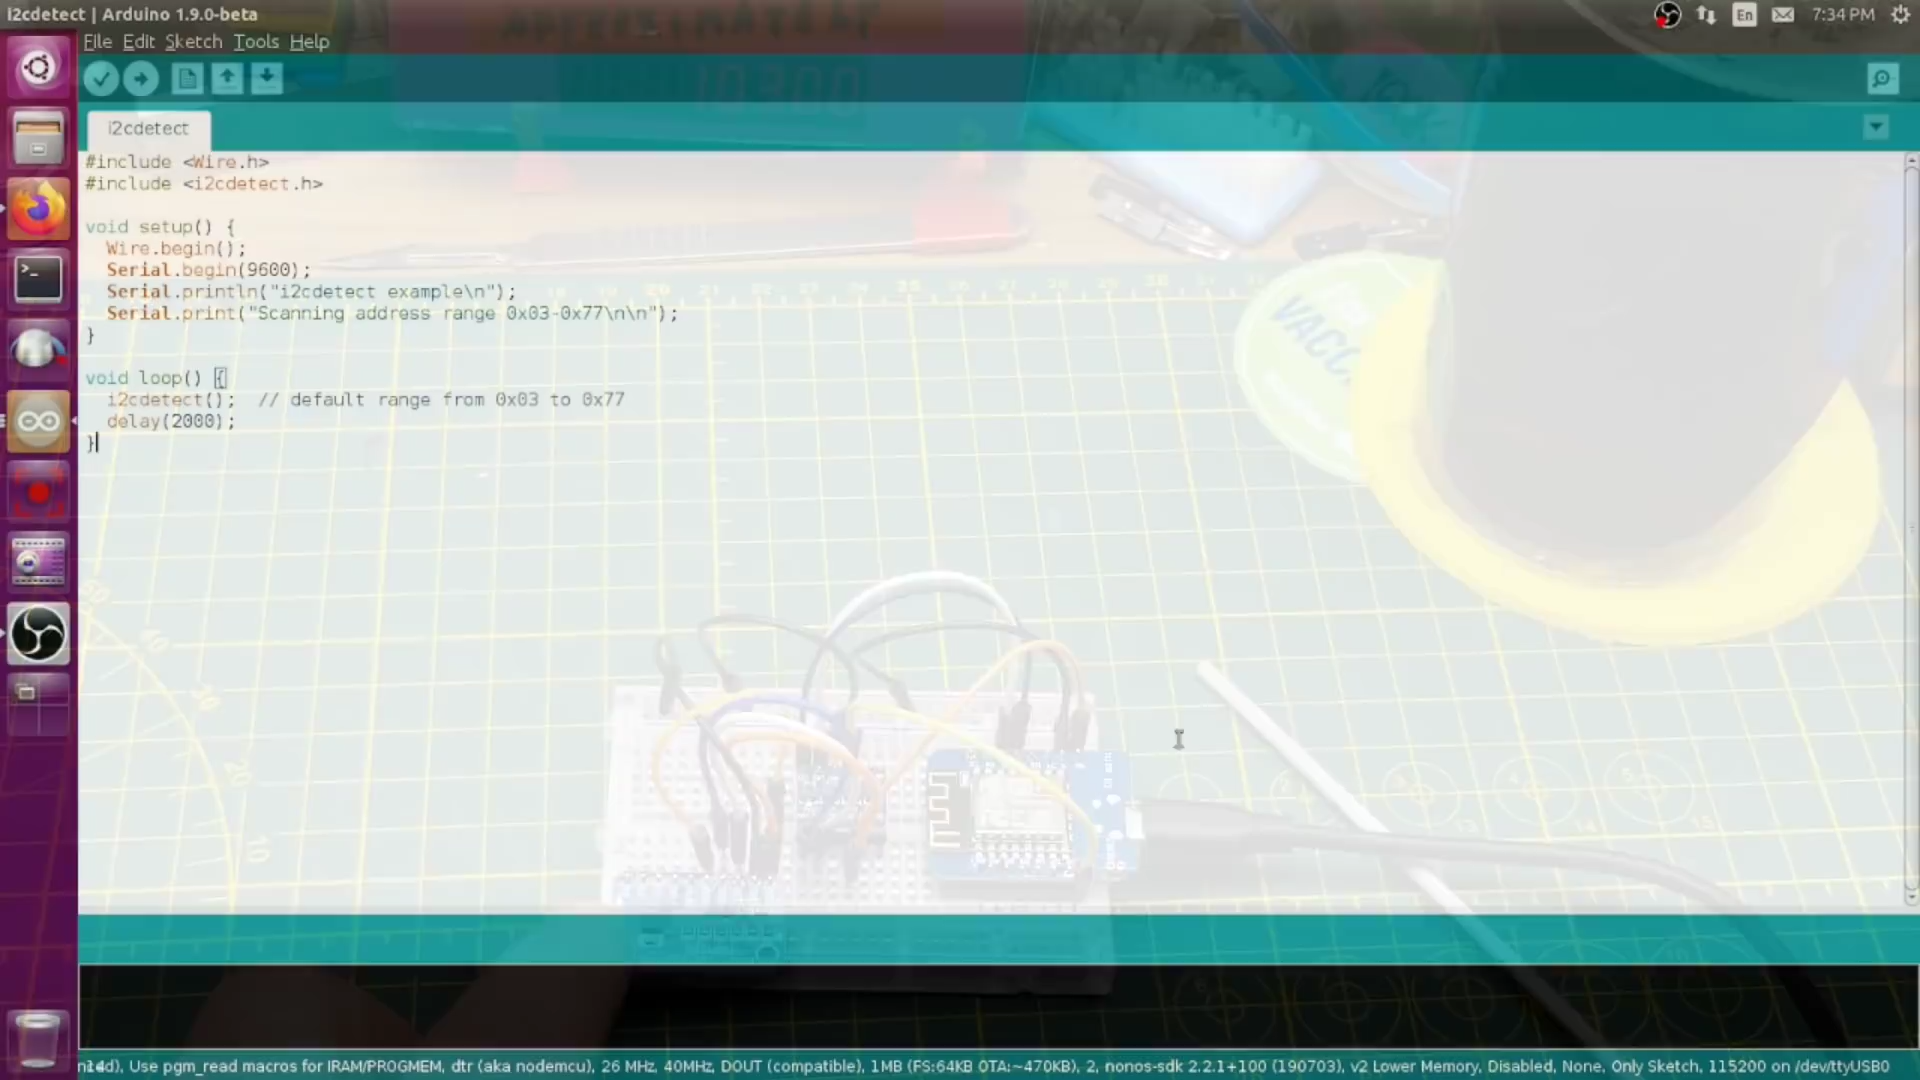 i2cdetect | Arduino 1.9.0-beta
En
7:34 PM
File Edit Sketch Tools Help
10300
i2cdetect
#include <Wire.h>
#include <i2cdetect.h>
void setup() {
Wire.begin();
Serial.begin(9600);
Serial.println("i2cdetect example\n");
Serial.print("Scanning address range 0x03-0x77\n\n");
}
void loop() {
i2cdetect(); // default range from 0x03 to 0x77
delay(2000);
}
VACC
, Use pgm_read macros for IRAM/PROGMEM, dtr (aka nodemcu), 26 MHz, 40MHz, DOUT (compatible), 1MB (FS:64KB OTA:~470KB), 2, nonos-sdk 2.2.1+100 (190703), v2 Lower Memory, Disabled, None, Only Sketch, 115200 on /dev/ttyUSB0